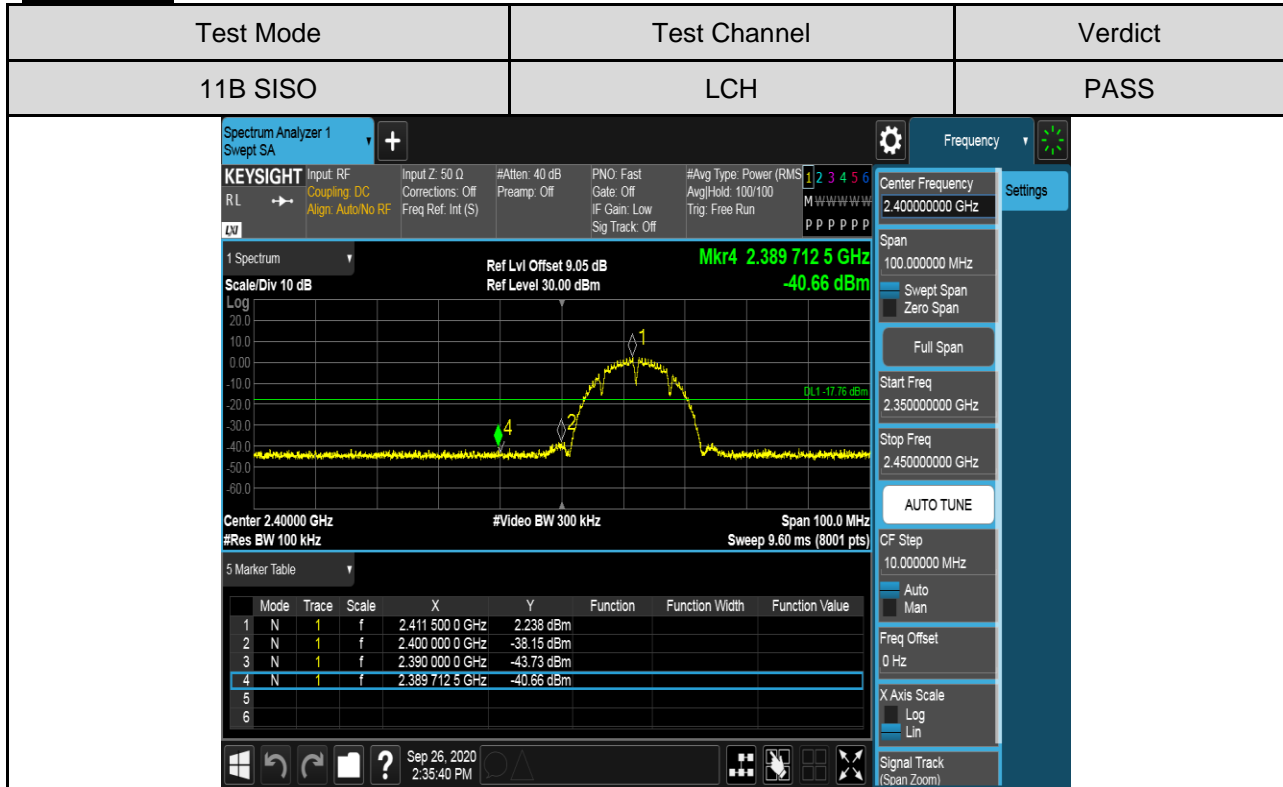 Test Mode Test Channel Verdict
11B SISO LCH PASS
Spectrum Analyzer 1
Swept SA
Frequency
KEYSIGHT Input: RF Input Z: 50 Ω #Atten: 40 dB PNO: Fast #Avg Type: Power (RMS 1 2 3 4 5 6
RL Coupling: DC Corrections: Off Preamp: Off Gate: Off Avg|Hold: 100/100 M W W W W W
Align: Auto/No RF Freq Ref: Int (S) IF Gain: Low Trig: Free Run
LXI Sig Track: Off P P P P P P
1 Spectrum Ref Lvl Offset 9.05 dB Mkr4 2.389 712 5 GHz
Scale/Div 10 dB Ref Level 30.00 dBm -40.66 dBm
Log
20.0
10.0
1
0.00
-10.0
DL1 -17.76 dBm
-20.0
-30.0
4 2
-40.0
-50.0
-60.0
Center 2.40000 GHz #Video BW 300 kHz Span 100.0 MHz
#Res BW 100 kHz Sweep 9.60 ms (8001 pts)
5 Marker Table
Mode Trace Scale X Y Function Function Width Function Value
1 N 1 f 2.411 500 0 GHz 2.238 dBm
2 N 1 f 2.400 000 0 GHz -38.15 dBm
3 N 1 f 2.390 000 0 GHz -43.73 dBm
4 N 1 f 2.389 712 5 GHz -40.66 dBm
5
6
?
Sep 26, 2020
2:35:40 PM
Center Frequency
2.400000000 GHz
Settings
Span
100.000000 MHz
Swept Span
Zero Span
Full Span
Start Freq
2.350000000 GHz
Stop Freq
2.450000000 GHz
AUTO TUNE
CF Step
10.000000 MHz
Auto
Man
Freq Offset
0 Hz
X Axis Scale
Log
Lin
Signal Track
(Span Zoom)